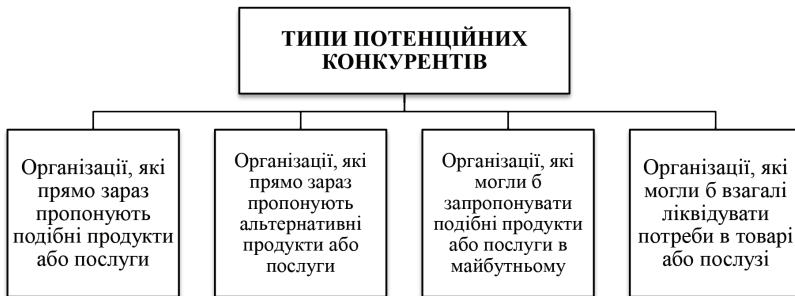 ТИПИ ПОТЕНЦІЙНИХ
КОНКУРЕНТІВ
Організації, які
прямо зараз
пропонують
подібні продукти
або послуги
Організації, які
прямо зараз
пропонують
альтернативні
продукти або
послуги
Організації, які
могли б
запропонувати
подібні продукти
або послуги в
майбутньому
Організації, які
могли б взагалі
ліквідувати
потреби в товарі
або послузі